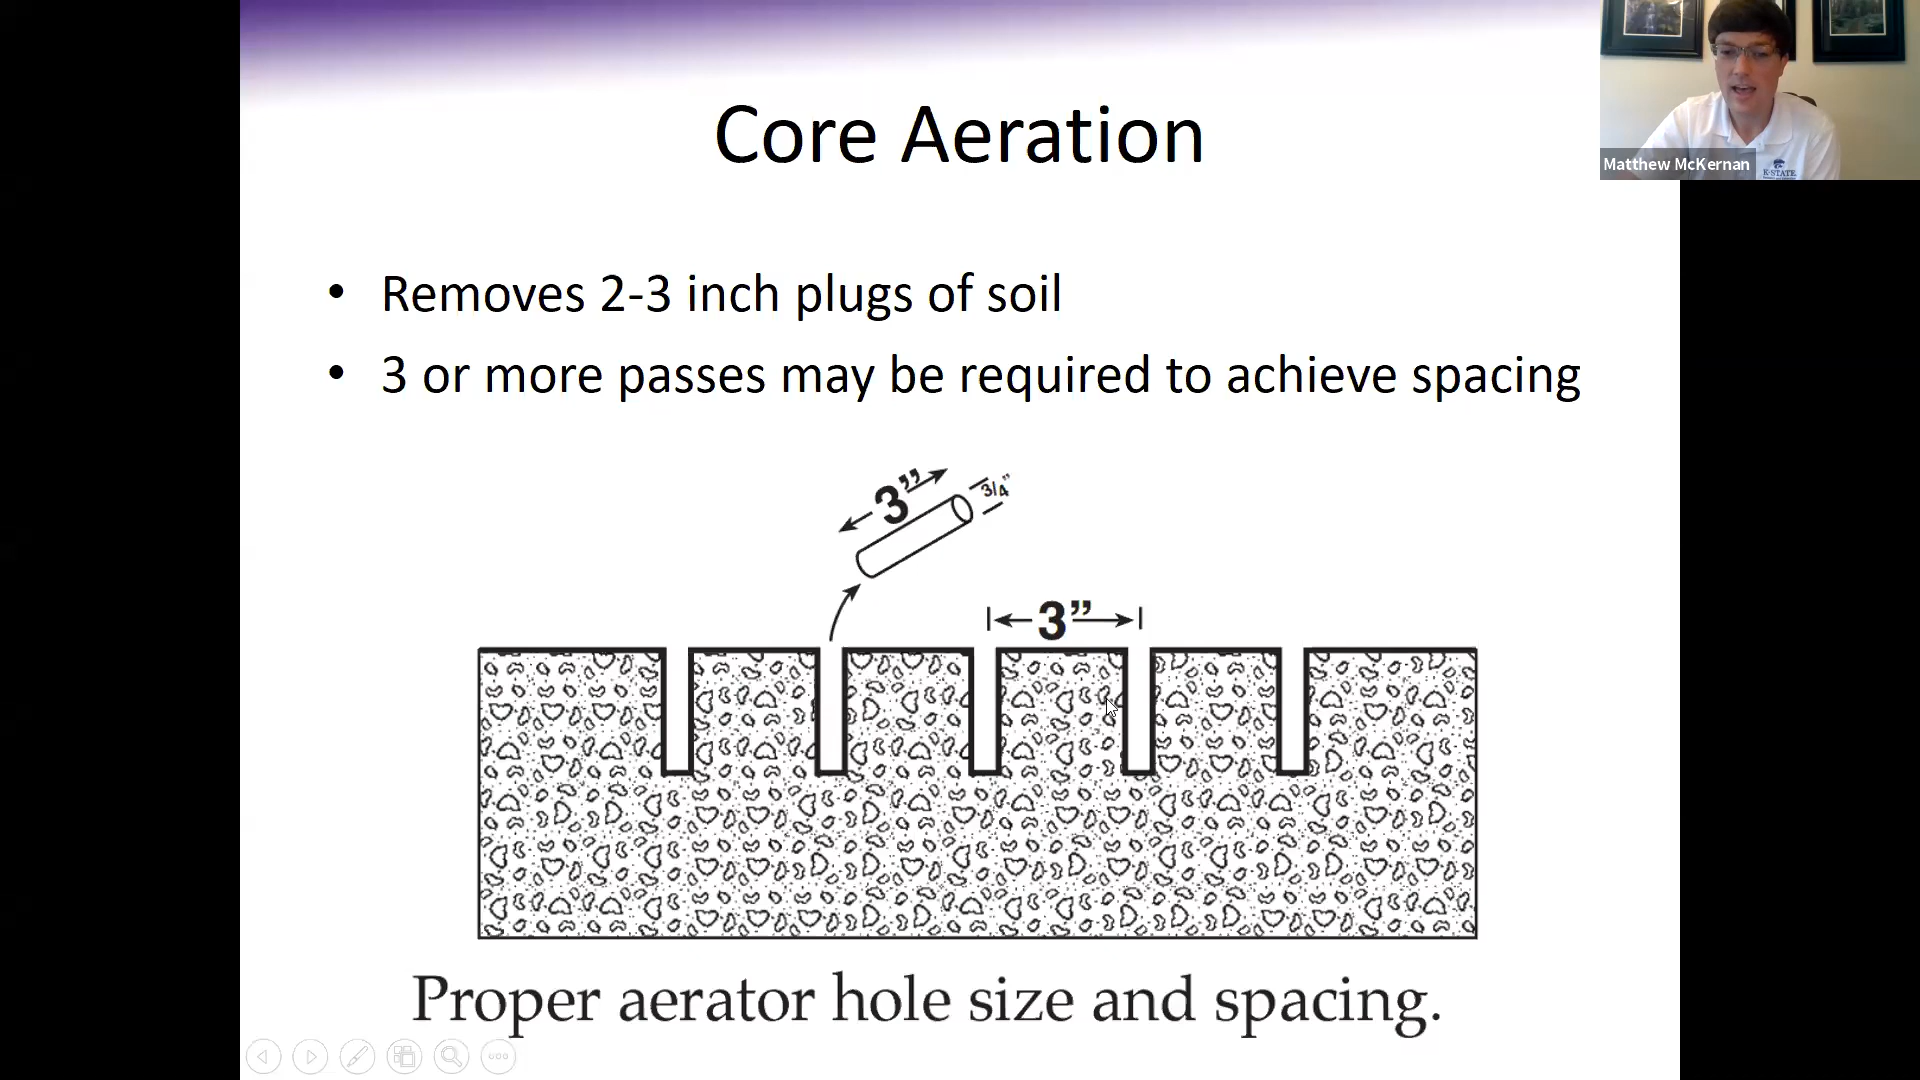 Core Aeration
Matthew McKernan
K-STATE
• Removes 2-3 inch plugs of soil
• 3 or more passes may be required to achieve spacing
3”
3/4”
3”
Proper aerator hole size and spacing.